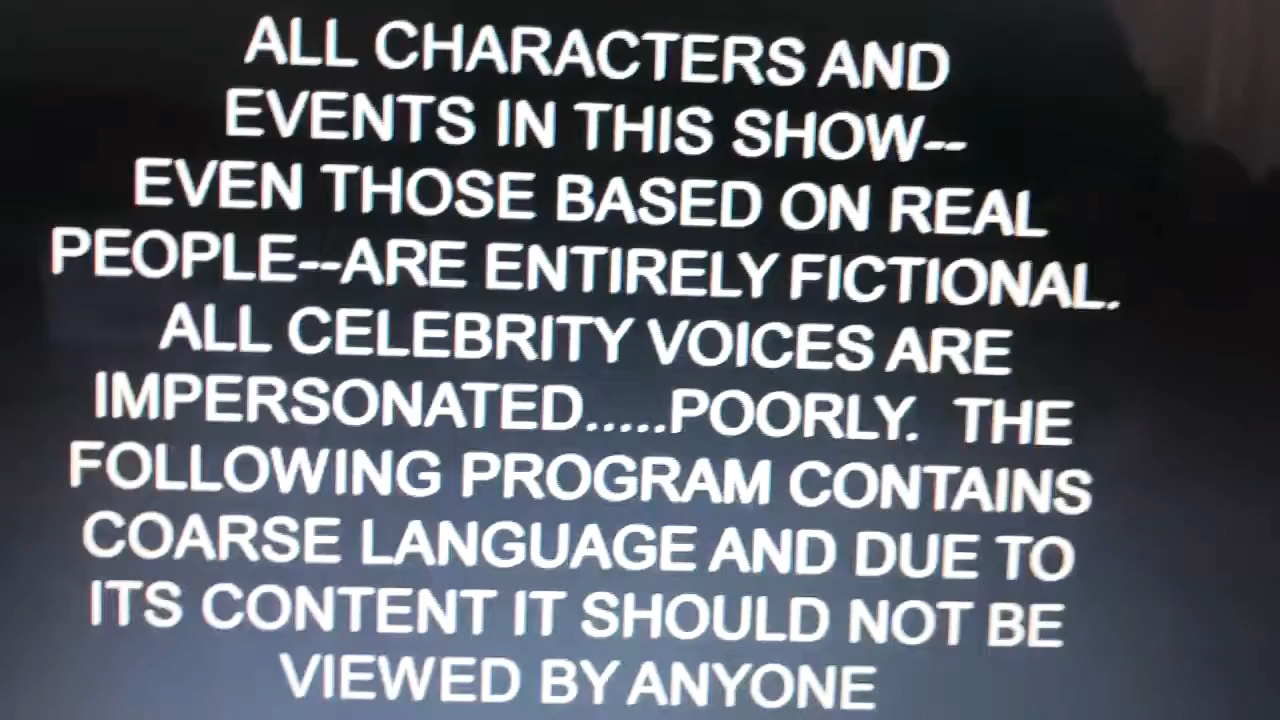 ALL CHARACTERS AND
EVENTS IN THIS SHOW--
EVEN THOSE BASED ON REAL
PEOPLE--ARE ENTIRELY FICTIONAL.
ALL CELEBRITY VOICES ARE
IMPERSONATED.....POORLY. THE
FOLLOWING PROGRAM CONTAINS
COARSE LANGUAGE AND DUE TO
ITS CONTENT IT SHOULD NOT BE
VIEWED BY ANYONE